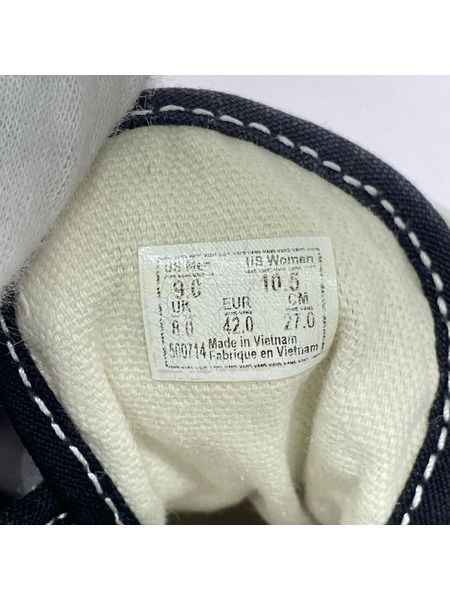 US Men US Women
9.0 10.5
UK EUR CM
8.0 42.0 27.0
500714 Made in Vietnam
Fabrique en Vietnam